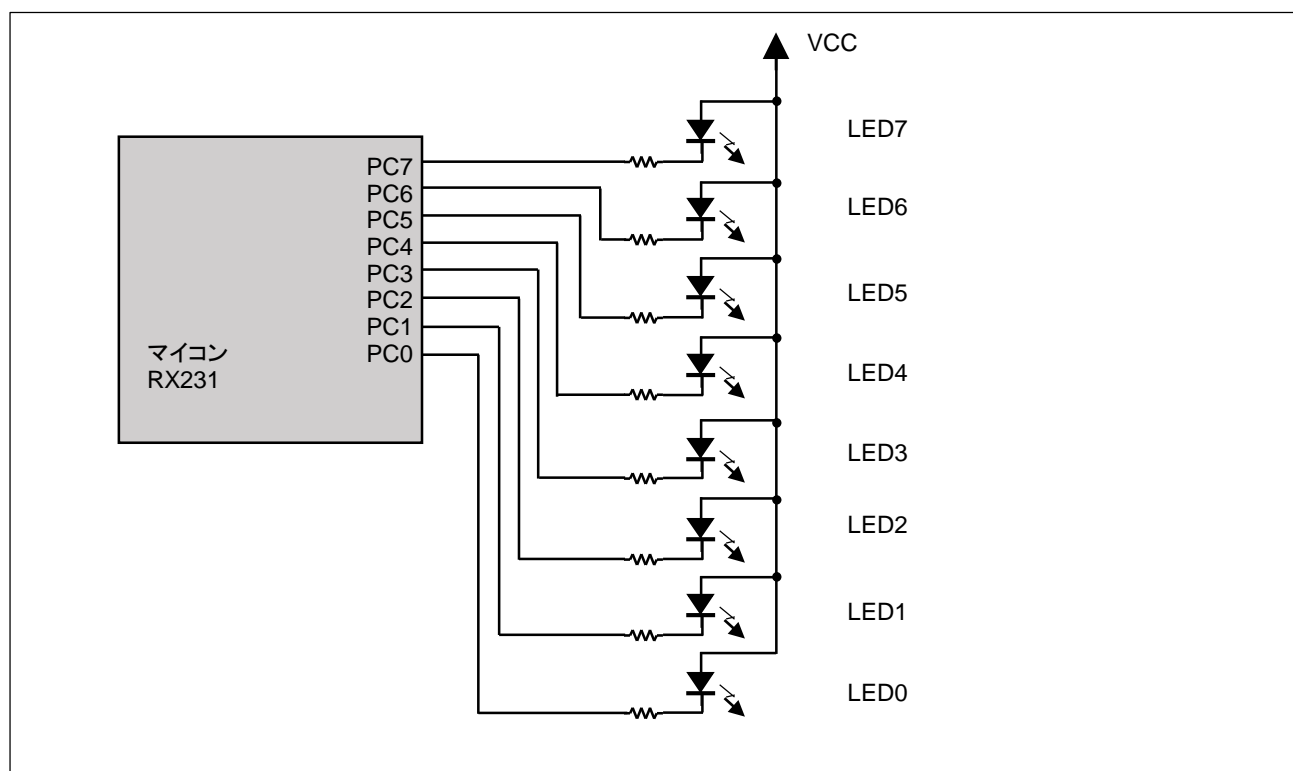 VCC
LED7
PC7
PC6
LED6
PC5
PC4
PC3
LED5
PC2
PC1
マイコン
PC0
RX231
LED4
LED3
LED2
LED1
LED0